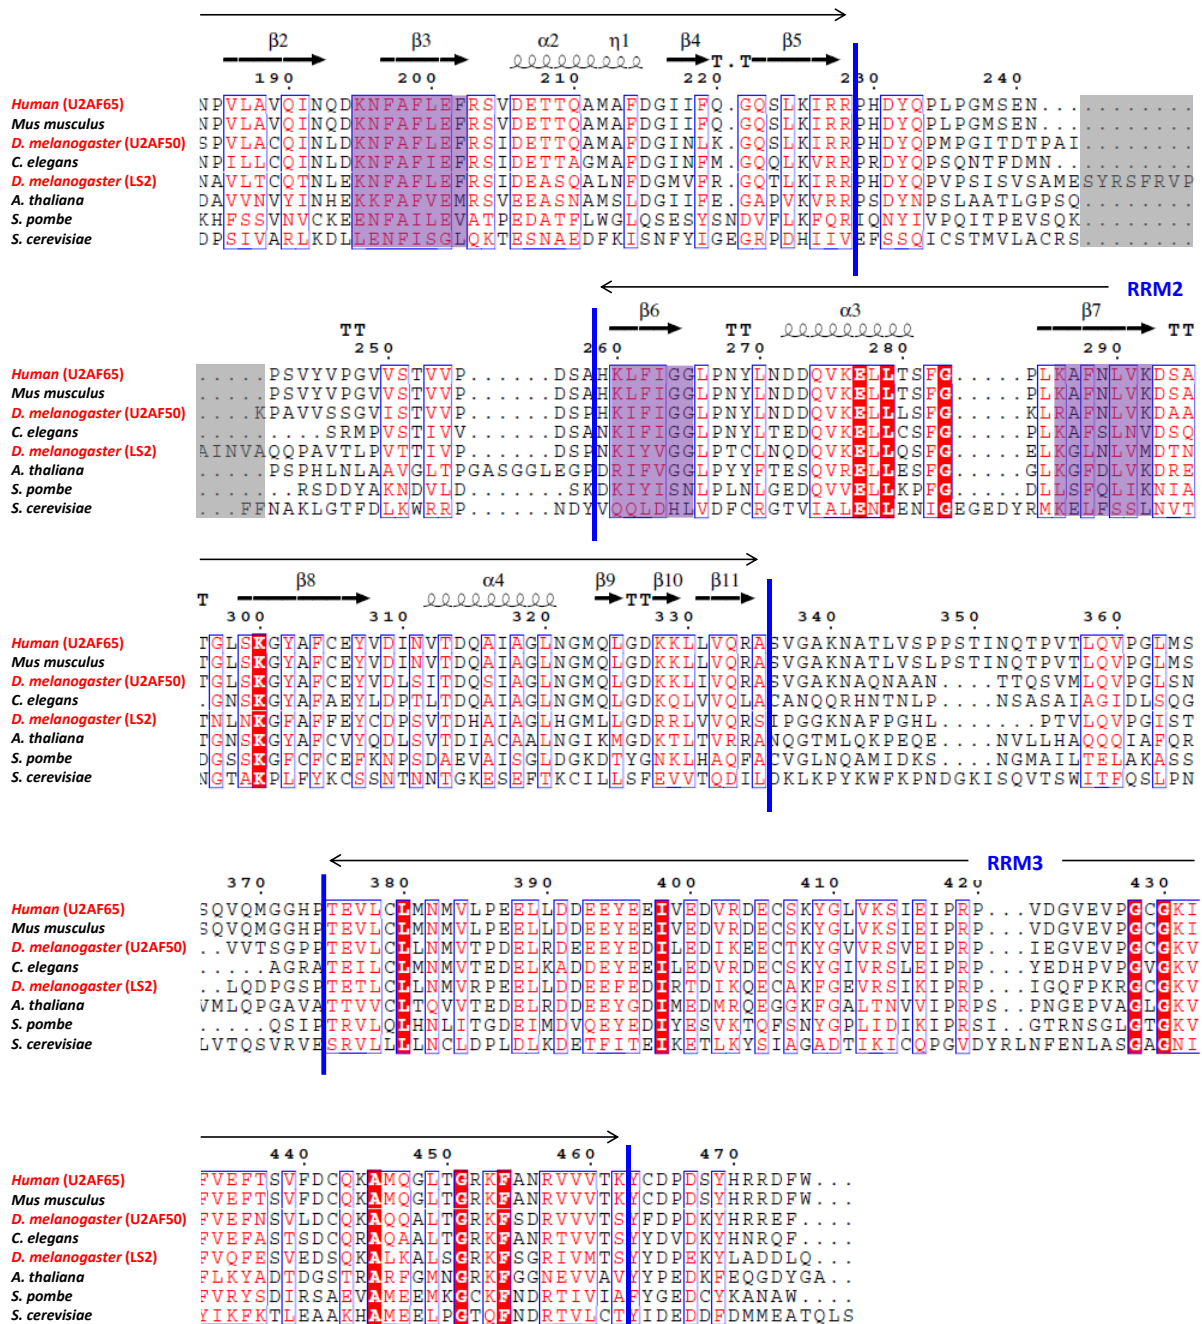 β2 β3 α2 η1 β4 T . T β5
190 200 210 220 230 240
Human (U2AF65) NPVLAVQINQDKNFAFLEFRSVDETTQAMAFDGIIFQ.GQSLKIRRPHDYQPLPGMSEN...........
Mus musculus NPVLAVQINQDKNFAFLEFRSVDETTQAMAFDGIIFQ.GQSLKIRRPHDYQPLPGMSEN...........
D. melanogaster (U2AF50) SPVLACQINLDKNFAFLEFRSIDETTQAMAFDGINLK.GQSLKIRRPHDYQPMPGITDTPAI........
C. elegans NPILLCQINLDKNFAFIEFRSIDETTAGMAFDGINFM.GQQLKVRRPRDYQPSQNTFDMN..........
D. melanogaster (LS2) NAVLTCQTNLEKNFAFLEFRSIDEASQALNFDGMVFR.GQTLKIRRPHDYQPVPSISVSAMESYRSFRVP
A. thaliana DAVVNVYINHEKKFAFVEMRSVEEASNAMSLDGIIFE.GAPVKVRRPSDYNPSLAATLGPSQ........
S. pombe KHFSSVNVCKEENFAILEVATPEDATFLWGLQSESYSNDVFLKFQRIQNYIVPQITPEVSQK........
S. cerevisiae DPSIVARLKDLLENFISGLQKTESNAEDFKISNFYIGEGRPDHIIVEFSSQICSTMVLACRS........
RRM2
TT β6 TT α3 β7 TT
250 260 270 280 290
Human (U2AF65) .....PSVYVPGVVSTVVP......DSAHKLFIGGLPNYLNDDQVKELLTSFG.....PLKAFNLVKDSA
Mus musculus .....PSVYVPGVVSTVVP......DSAHKLFIGGLPNYLNDDQVKELLTSFG.....PLKAFNLVKDSA
D. melanogaster (U2AF50) ....KPAVVSSGVISTVVP......DSPHKIFIGGLPNYLNDDQVKELLLSFG.....KLRAFNLVKDAA
C. elegans .........SRMPVSTIVV......DSANKIFIGGLPNYLTEDQVKELLCSFG.....PLKAFSLNVDSQ
D. melanogaster (LS2) AINVAQQPAVTLPVTTIVP......DSPNKIYVGGLPTCLNQDQVKELLQSFG.....ELKGLNLVMDTN
A. thaliana .....PSPHLNLAAVGLTPGASGGLEGPDRIFVGGLPYYFTESQVRELLESFG.....GLKGFDLVKDRE
S. pombe .......RSDDYAKNDVLD......SKDKIYISNLPLNLGEDQVVELLKPFG.....DLLSFQLIKNIA
S. cerevisiae ...FFNAKLGTFDLKWRRP......NDYVQQLDHLVDFCRGTVIALENLENIGEGEDYRMKELFSSLNVT
T β8 α4 β9 TT β10 β11
300 310 320 330 340 350 360
Human (U2AF65) TGLSKGYAFCEYVDINVTDQAIAGLNGMQLGDKKLLVQRASVGAKNATLVSPPSTINQTPVTLQVPGLMS
Mus musculus TGLSKGYAFCEYVDINVTDQAIAGLNGMQLGDKKLLVQRASVGAKNATLVSLPSTINQTPVTLQVPGLMS
D. melanogaster (U2AF50) TGLSKGYAFCEYVDLSITDQSIAGLNGMQLGDKKLIVQRASVGAKNAQNAAN....TTQSVMLQVPGLSN
C. elegans .GNSKGYAFAEYLDPTLTDQAIAGLNGMQLGDKQLVVQLACANQQRHNTNLP....NSASAIAGIDLSQG
D. melanogaster (LS2) TNLNKGFAFFEYCDPSVTDHAIAGLHGMLLGDRRLVVQRSIPGGKNAFPGHL.......PTVLQVPGIST
A. thaliana TGNSKGYAFCVYQDLSVTDIACAALNGIKMGDKTLTVRRANQGTMLQKPEQE....NVLLHAQQQIAFQR
S. pombe DGSSKGFCFCEFKNPSDAEVAISGLDGKDTYGNKLHAQFACVGLNQAMIDKS....NGMAILTELAKASS
S. cerevisiae NGTAKPLFYKCSSNTNNTGKESEFTKCILLSFEVVTQDILDKLKPYKWFKPNDGKISQVTSWITFQSLPN
RRM3
370 380 390 400 410 420 430
Human (U2AF65) SQVQMGGHPTEVLCLMNMVLPEELLDDEEYEEIVEDVRDECSKYGLVKSIEIPRP...VDGVEVPGCGKI
Mus musculus SQVQMGGHPTEVLCLMNMVLPEELLDDEEYEEIVEDVRDECSKYGLVKSIEIPRP...VDGVEVPGCGKI
D. melanogaster (U2AF50) ..VVTSGPPTEVLCLLNMVTPDELRDEEEYEDILEDIKEECTKYGVVRSVEIPRP...IEGVEVPGCGKV
C. elegans .....AGRATEILCLMNMVTEDELKADDEYEEILEDVRDECSKYGIVRSLEIPRP...YEDHPVPGVGKV
D. melanogaster (LS2) ..LQDPGSPTETLCLLNMVRPEELLDDEEFEDIRTDIKQECAKFGEVRSIKIPRP...IGQFPKRGCGKV
A. thaliana VMLQPGAVATTVVCLTQVVTEDELRDDEEYGDIMEDMRQEGGKFGALTNVVIPRPS..PNGEPVAGLGKV
S. pombe .....QSIPTRVLQLHNLITGDEIMDVQEYEDIYESVKTQFSNYGPLIDIKIPRSI..GTRNSGLGTGKV
S. cerevisiae LVTQSVRVESRVLLLLNCLDPLDLKDETFITEIKETLKYSIAGADTIKICQPGVDYRLNFENLASGAGNI
440 450 460 470
Human (U2AF65) FVEFTSVFDCQKAMQGLTGRKFANRVVVTKYCDPDSYHRRDFW...
Mus musculus FVEFTSVFDCQKAMQGLTGRKFANRVVVTKYCDPDSYHRRDFW...
D. melanogaster (U2AF50) FVEFNSVLDCQKAQQALTGRKFSDRVVVTSYFDPDKYHRREF....
C. elegans FVEFASTSDCQRAQAALTGRKFANRTVVTSYYDVDKYHNRQF....
D. melanogaster (LS2) FVQFESVEDSQKALKALSGRKFSGRIVMTSYYDPEKYLADDLQ...
A. thaliana FLKYADTDGSTRARFGMNGRKFGGNEVVAVYYPEDKFEQGDYGA..
S. pombe FVRYSDIRSAEVAMEEMKGCKFNDRTIVIAFYGEDCYKANAW....
S. cerevisiae YIKFKTLEAAKHAMEELPGTQFNDRTVLCTYIDEDDFDMMEATQLS